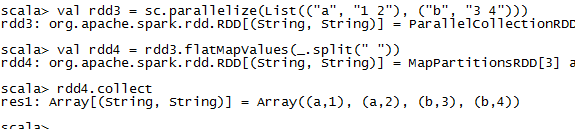 scala> val rdd3 = sc.parallelize(List(("a", "1 2"), ("b", "3 4")))
rdd3: org.apache.spark.rdd.RDD[(String, String)] = ParallelCollectionRDD
scala> val rdd4 = rdd3.flatMapValues(_.split(" "))
rdd4: org.apache.spark.rdd.RDD[(String, String)] = MapPartitionsRDD[3] a
scala> rdd4.collect
res1: Array[(String, String)] = Array((a,1), (a,2), (b,3), (b,4))
scala>